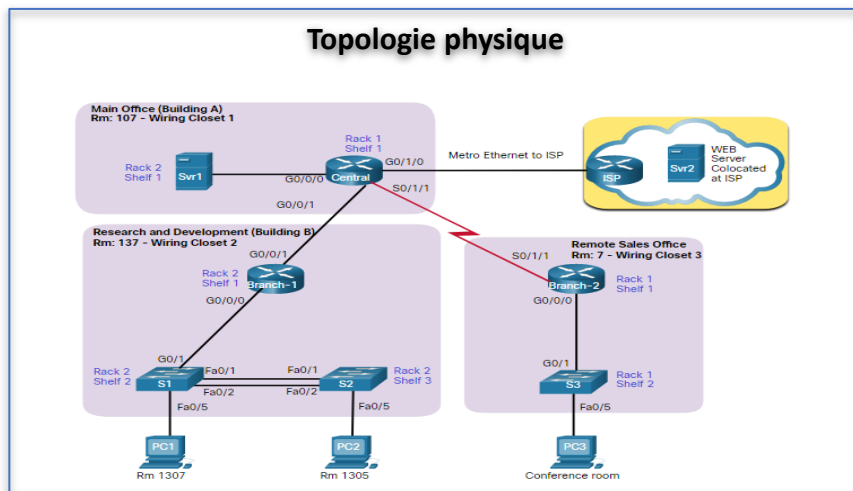 Topologie physique
Main Office (Building A)
Rm: 107 - Wiring Closet 1
Rack 1
Shelf 1
Rack 2
Shelf 1
Svr1
G0/0/0
Central
G0/1/0
S0/1/1
G0/0/1
Metro Ethernet to ISP
ISP
Svr2
WEB
Server
Colocated
at ISP
Research and Development (Building B)
Rm: 137 - Wiring Closet 2
G0/0/1
Rack 2
Shelf 1
Branch-1
G0/0/0
G0/1
Rack 2
Shelf 2
S1
Fa0/1
Fa0/2
Fa0/1
Fa0/2
S2
Rack 2
Shelf 3
Fa0/5
Fa0/5
PC1
Rm 1307
PC2
Rm 1305
Remote Sales Office
Rm: 7 - Wiring Closet 3
S0/1/1
Branch-2
Rack 1
Shelf 1
G0/0/0
G0/1
S3
Rack 1
Shelf 2
Fa0/5
PC3
Conference room